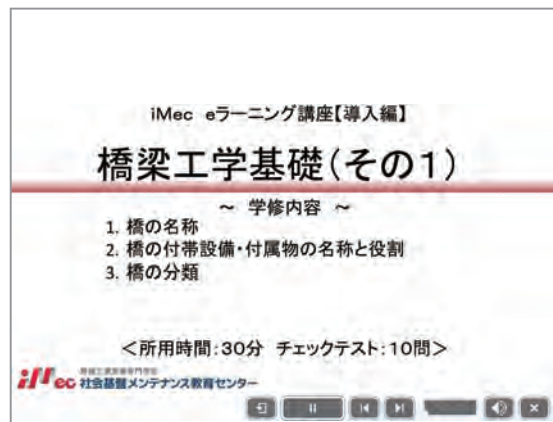 iMec eラーニング講座【導入編】
橋梁工学基礎(その1)
~ 学修内容 ~
1. 橋の名称
2. 橋の付帯設備・付属物の名称と役割
3. 橋の分類
<所用時間:30分 チェックテスト:10問>
iMec 社会基盤メンテナンス教育センター